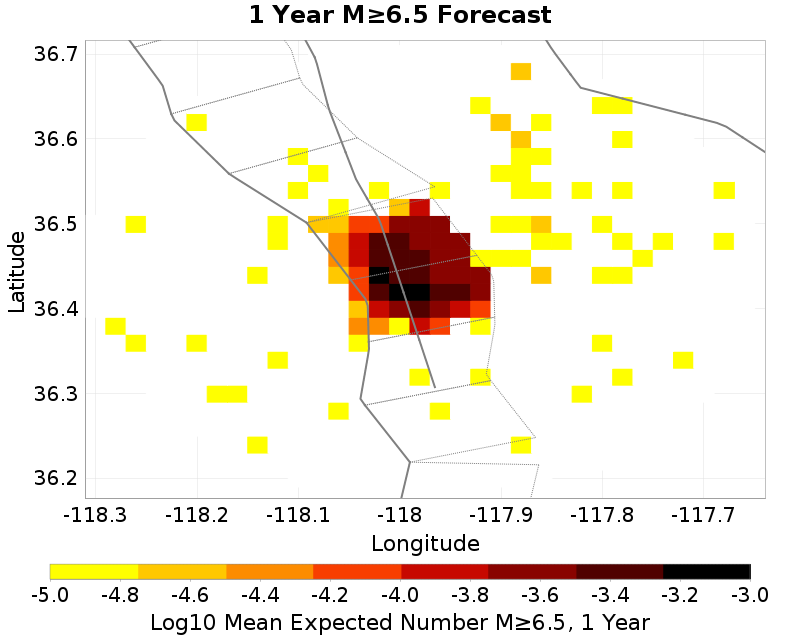 1 Year M≥6.5 Forecast
36.7
36.6
36.5
36.4
36.3
36.2
Latitude
-118.3 -118.2 -118.1 -118 -117.9 -117.8 -117.7
Longitude
-5.0 -4.8 -4.6 -4.4 -4.2 -4.0 -3.8 -3.6 -3.4 -3.2 -3.0
Log10 Mean Expected Number M≥6.5, 1 Year